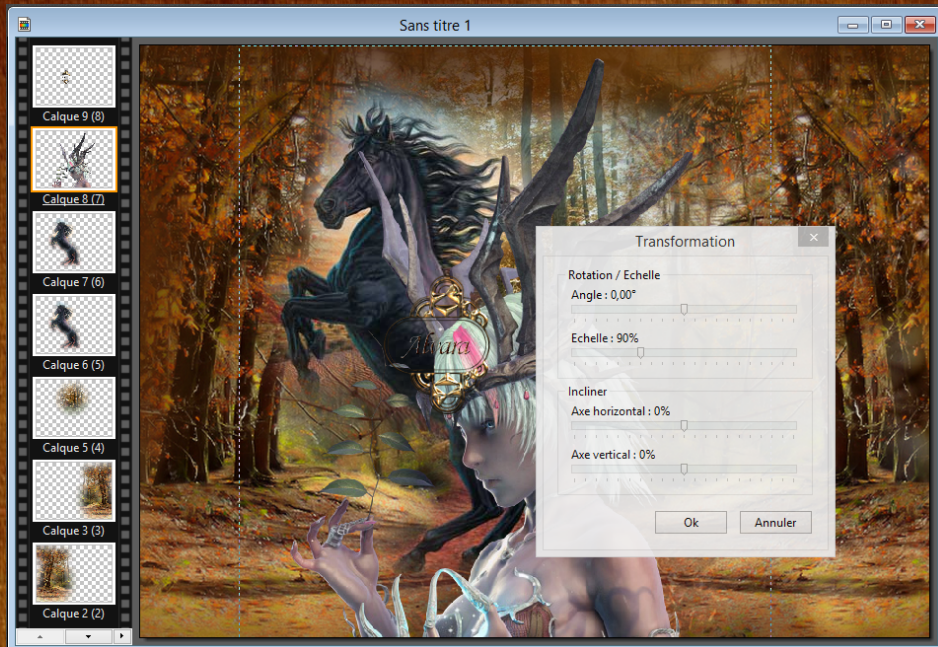 Sans titre 1
Calque 9 (8)
Calque 8 (7)
Calque 7 (6)
Calque 6 (5)
Calque 5 (4)
Calque 3 (3)
Calque 2 (2)
Alvara
Transformation
Rotation / Echelle
Angle : 0,00°
Echelle : 90%
Incliner
Axe horizontal : 0%
Axe vertical : 0%
Ok
Annuler